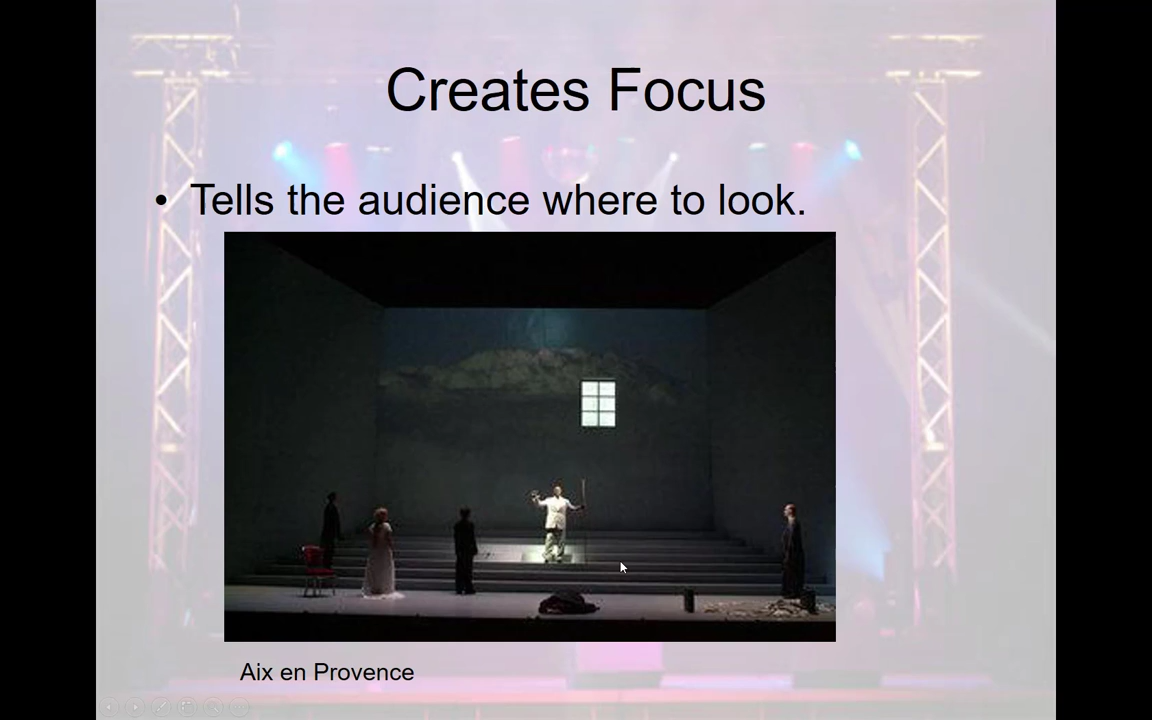 Creates Focus
• Tells the audience where to look.
Aix en Provence